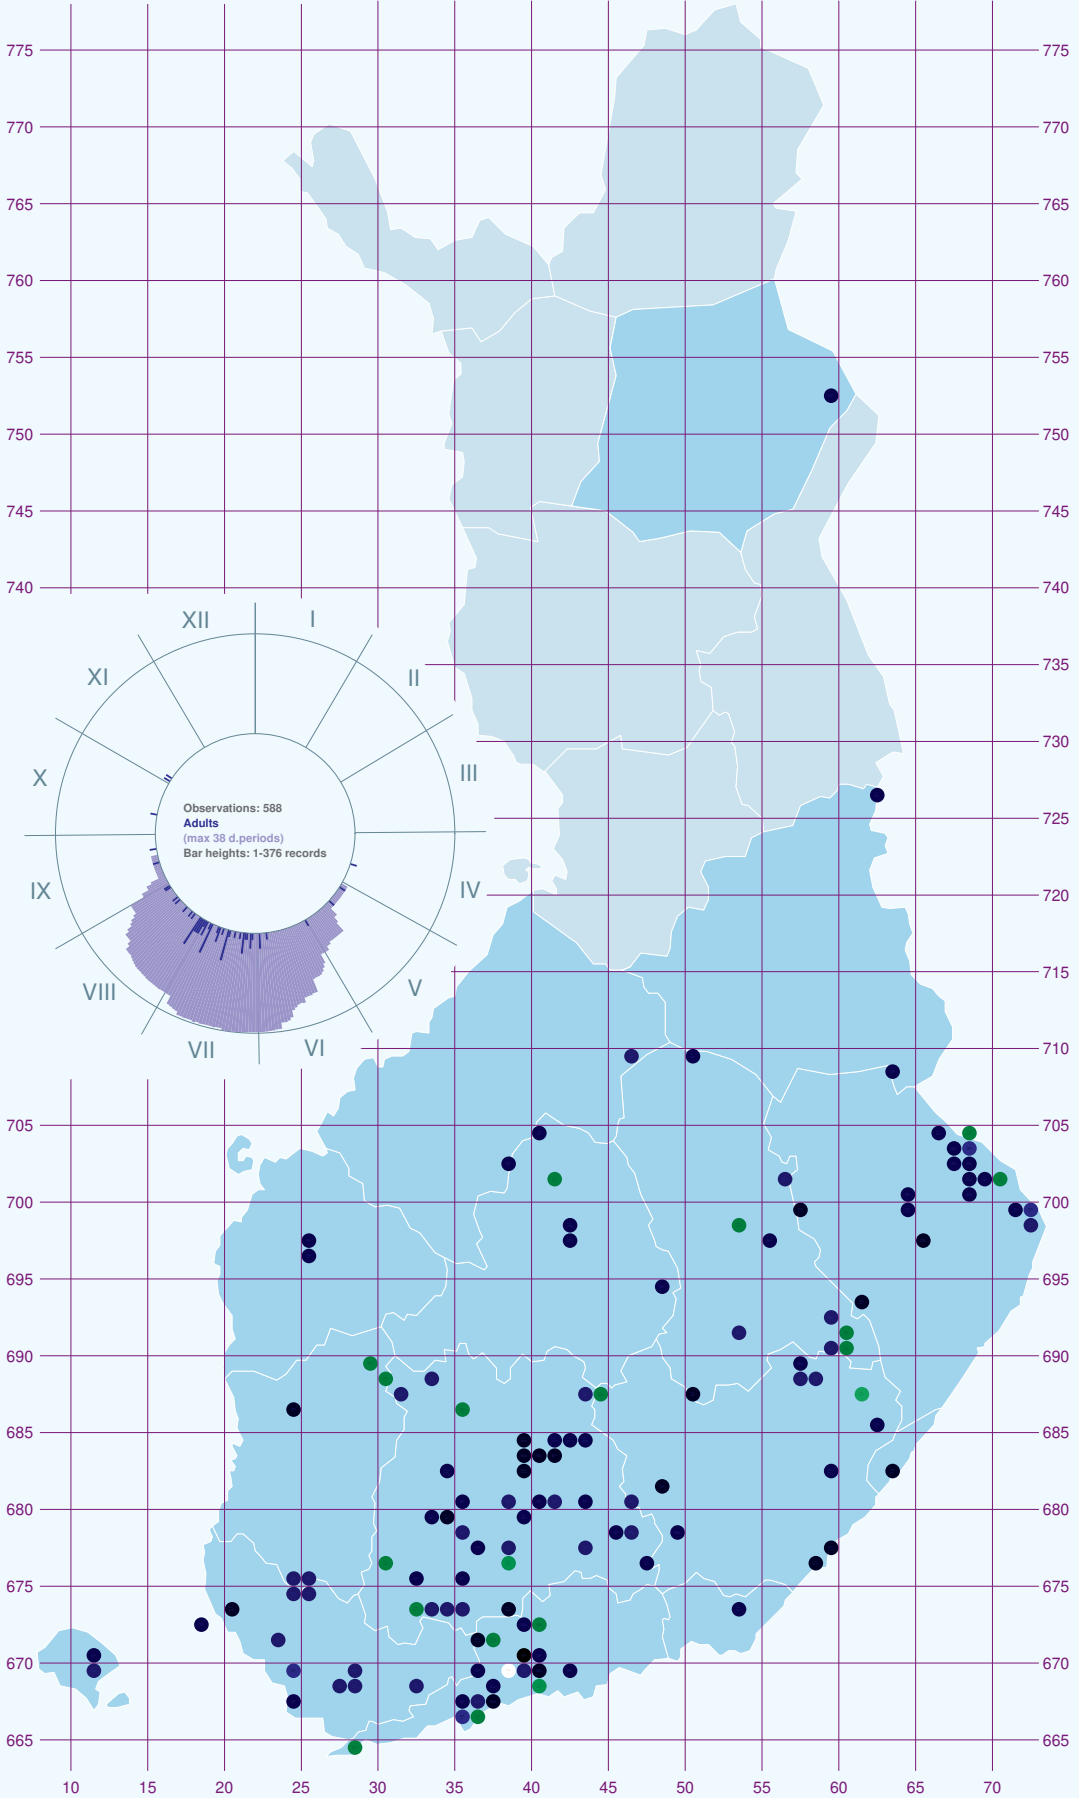 775 775
770 770
765 765
760 760
755 755
750 750
745 745
740 740
XII I
XI II
735
730
X III
Observations: 588
Adults
(max 38 d.periods)
Bar heights: 1-376 records
725
IX IV
720
VIII V
715
VII VI
710
705 705
700 700
695 695
690 690
685 685
680 680
675 675
670 670
665 665
10 15 20 25 30 35 40 45 50 55 60 65 70